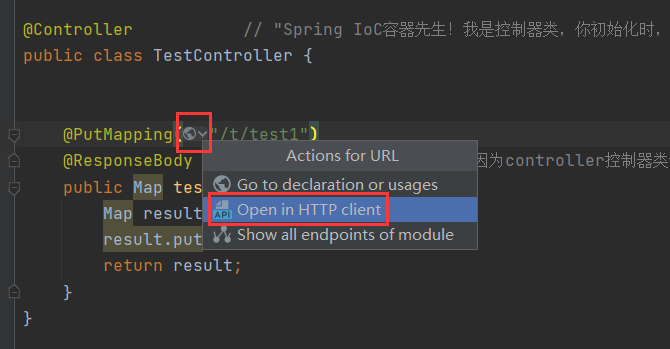 @Controller // "Spring IoC容器先生！我是控制器类，你初始化时，
public class TestController {
@PutMapping("/t/test1")
@ResponseBody 因为controller控制器类
Actions for URL
public Map tes
Go to declaration or usages
Map result
Open in HTTP client
result.put
Show all endpoints of module
return result;
}
}